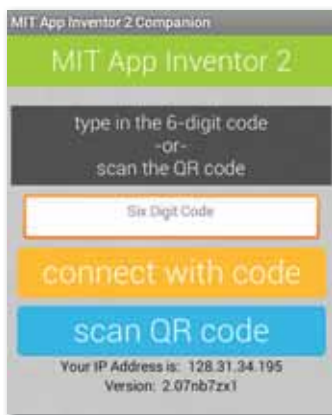 MIT App Inventor 2 Companion
MIT App Inventor 2
type in the 6-digit code
-or-
scan the QR code
Six Digit Code
connect with code
scan QR code
Your IP Address is: 128.31.34.195
Version: 2.07nb7zx1